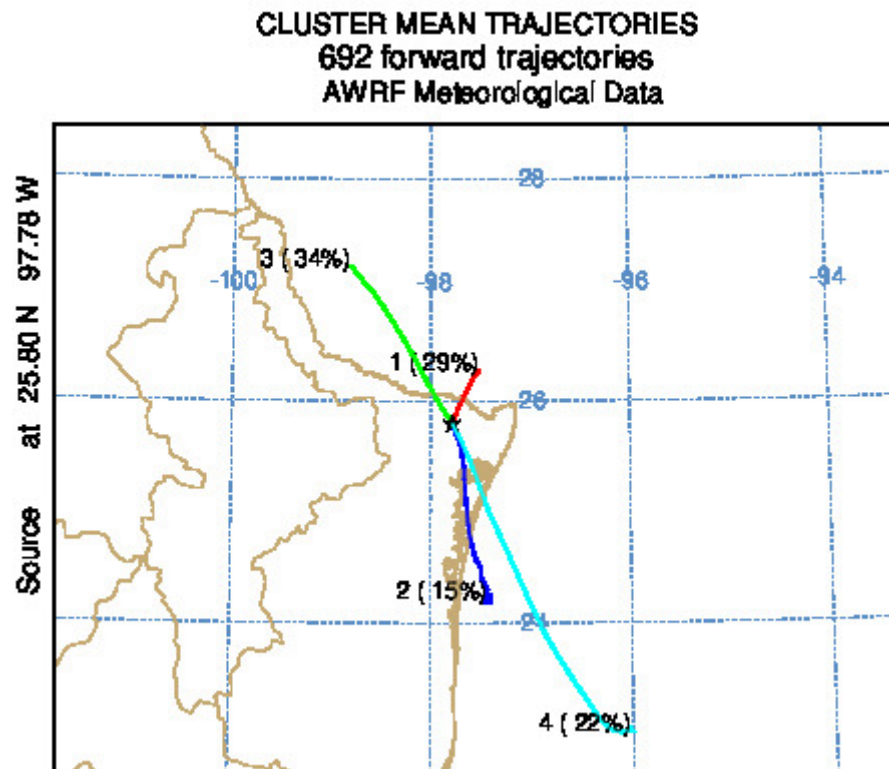 CLUSTER MEAN TRAJECTORIES
692 forward trajectories
AWRF Meteorological Data
Source at 25.80 N 97.78 W
28
3 ( 34%)
-100
-98
-96
-94
1 ( 29%)
26
2 ( 15%)
24
4 ( 22%)